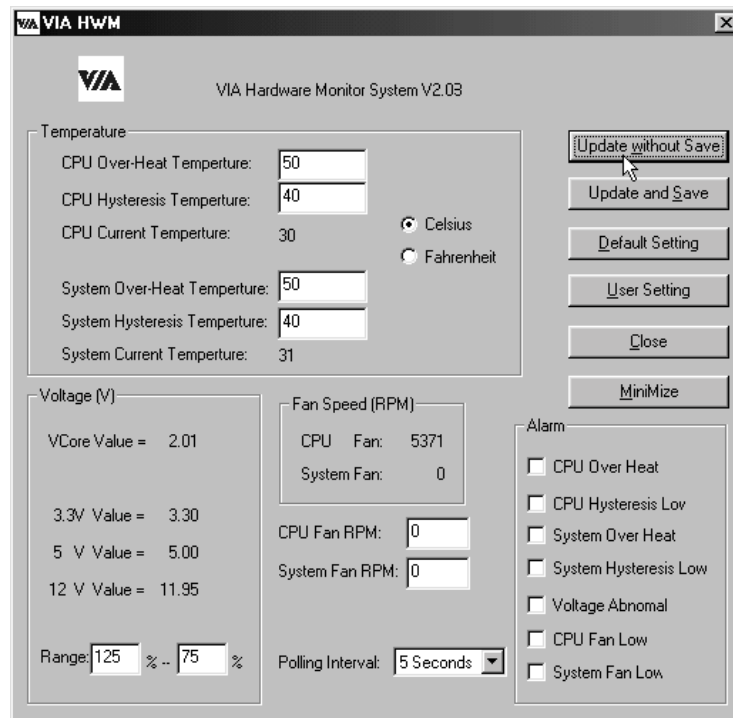 VIA VIA HWM
VIA
VIA Hardware Monitor System V2.03
Temperature
CPU Over-Heat Temperture: 50
CPU Hysteresis Temperture: 40
CPU Current Temperture: 30
Celsius
Fahrenheit
System Over-Heat Temperture: 50
System Hysteresis Temperture: 40
System Current Temperture: 31
Update without Save
Update and Save
Default Setting
User Setting
Close
MiniMize
Voltage (V)
VCore Value = 2.01
3.3V Value = 3.30
5 V Value = 5.00
12 V Value = 11.95
Range: 125 % .. 75 %
Fan Speed (RPM)
CPU Fan: 5371
System Fan: 0
CPU Fan RPM: 0
System Fan RPM: 0
Polling Interval: 5 Seconds
Alarm
CPU Over Heat
CPU Hysteresis Lov
System Over Heat
System Hysteresis Low
Voltage Abnomal
CPU Fan Low
System Fan Low